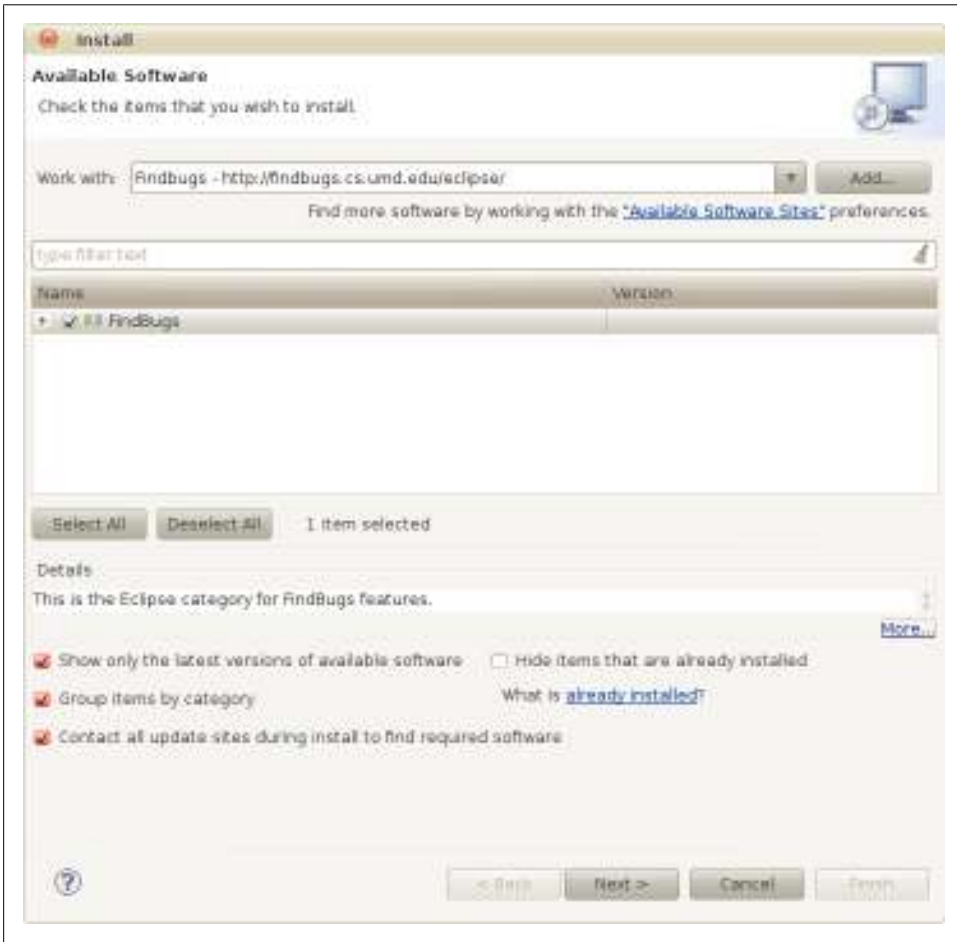 Install
Available Software
Check the items that you wish to install.
Work with: Findbugs - http://findbugs.cs.umd.edu/eclipse/ Add...
Find more software by working with the "Available Software Sites" preferences.
type filter text
Name Version
FindBugs
Select All Deselect All 1 item selected
Details
This is the Eclipse category for FindBugs features.
More...
Show only the latest versions of available software Hide items that are already installed
Group items by category What is already installed?
Contact all update sites during install to find required software
? < Back Next > Cancel Finish